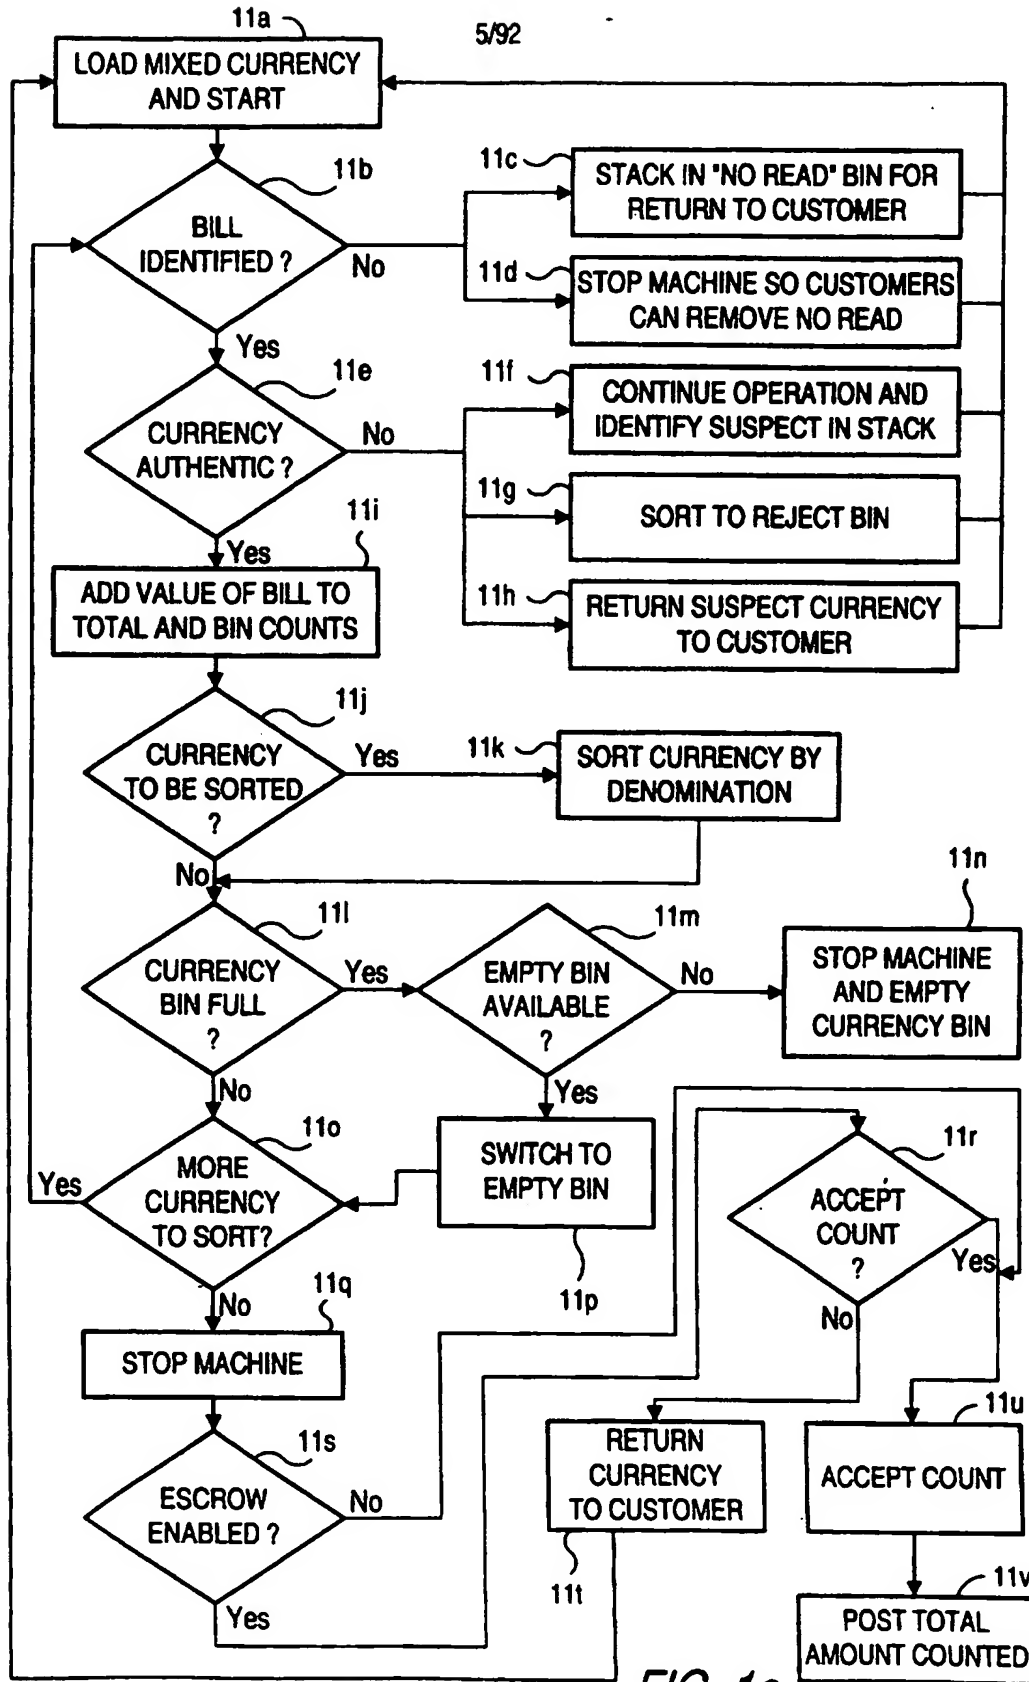 11a
5/92
LOAD MIXED CURRENCY
AND START
11b
BILL
IDENTIFIED ?
No
Yes
11c
STACK IN "NO READ" BIN FOR
RETURN TO CUSTOMER
11d
STOP MACHINE SO CUSTOMERS
CAN REMOVE NO READ
11e
CURRENCY
AUTHENTIC ?
No
Yes
11f
CONTINUE OPERATION AND
IDENTIFY SUSPECT IN STACK
11g
SORT TO REJECT BIN
11h
RETURN SUSPECT CURRENCY
TO CUSTOMER
11i
ADD VALUE OF BILL TO
TOTAL AND BIN COUNTS
11j
CURRENCY
TO BE SORTED
?
Yes
No
11k
SORT CURRENCY BY
DENOMINATION
11l
CURRENCY
BIN FULL
?
Yes
No
11m
EMPTY BIN
AVAILABLE
?
No
Yes
11n
STOP MACHINE
AND EMPTY
CURRENCY BIN
11o
MORE
CURRENCY
TO SORT?
Yes
No
SWITCH TO
EMPTY BIN
11p
11r
ACCEPT
COUNT
?
Yes
No
11q
STOP MACHINE
11s
ESCROW
ENABLED ?
No
Yes
RETURN
CURRENCY
TO CUSTOMER
11t
11u
ACCEPT COUNT
11v
POST TOTAL
AMOUNT COUNTED